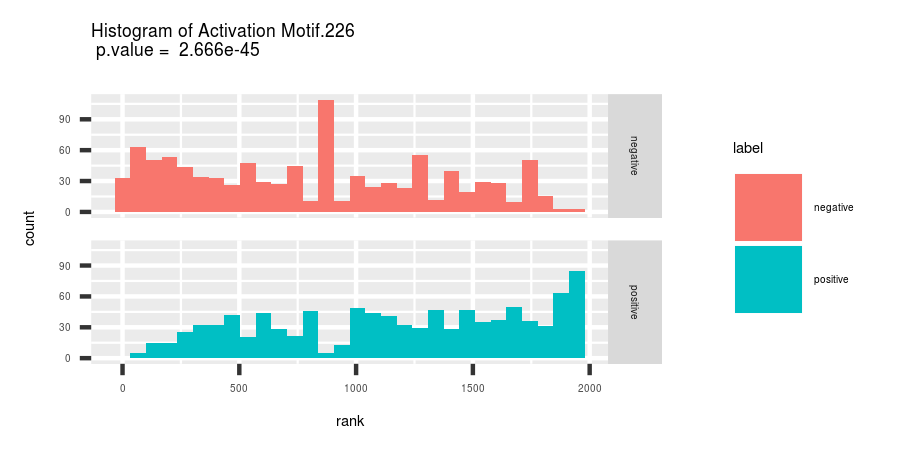 Histogram of Activation Motif.226
p.value = 2.666e-45
count
90
60
30
0
negative
90
60
30
0
positive
0 500 1000 1500 2000
rank
label
negative
positive